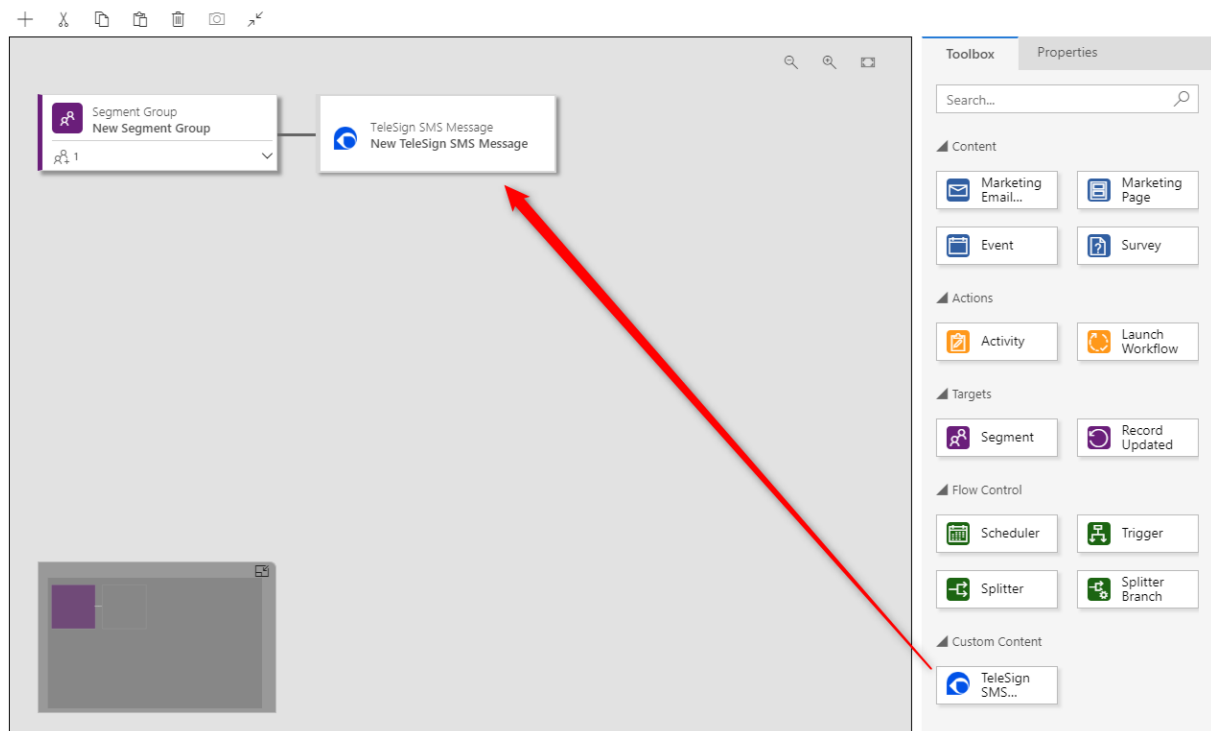 Segment Group
New Segment Group
1
TeleSign SMS Message
New TeleSign SMS Message
Toolbox
Properties
Search...
Content
Marketing
Email...
Marketing
Page
Event
Survey
Actions
Activity
Launch
Workflow
Targets
Segment
Record
Updated
Flow Control
Scheduler
Trigger
Splitter
Splitter
Branch
Custom Content
TeleSign
SMS...